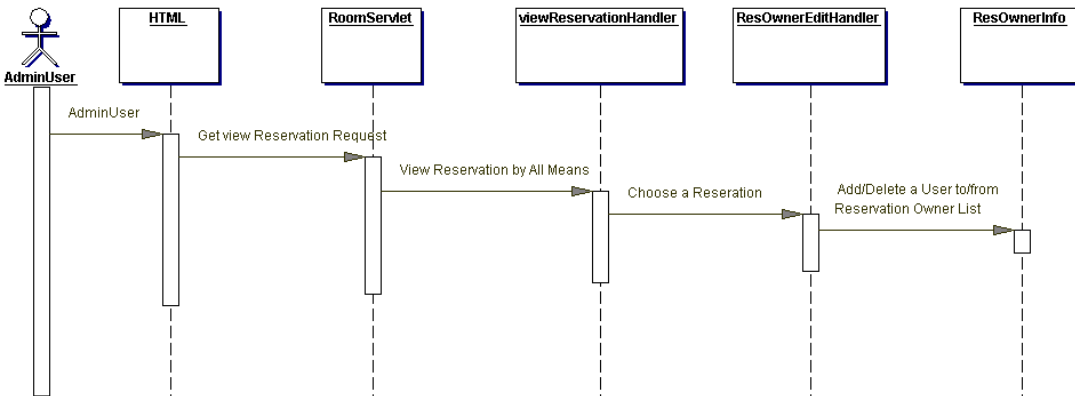 HTML
RoomServlet
viewReservationHandler
ResOwnerEditHandler
ResOwnerInfo
AdminUser
AdminUser
Get view Reservation Request
View Reservation by All Means
Choose a Reseration
Add/Delete a User to/from
Reservation Owner List